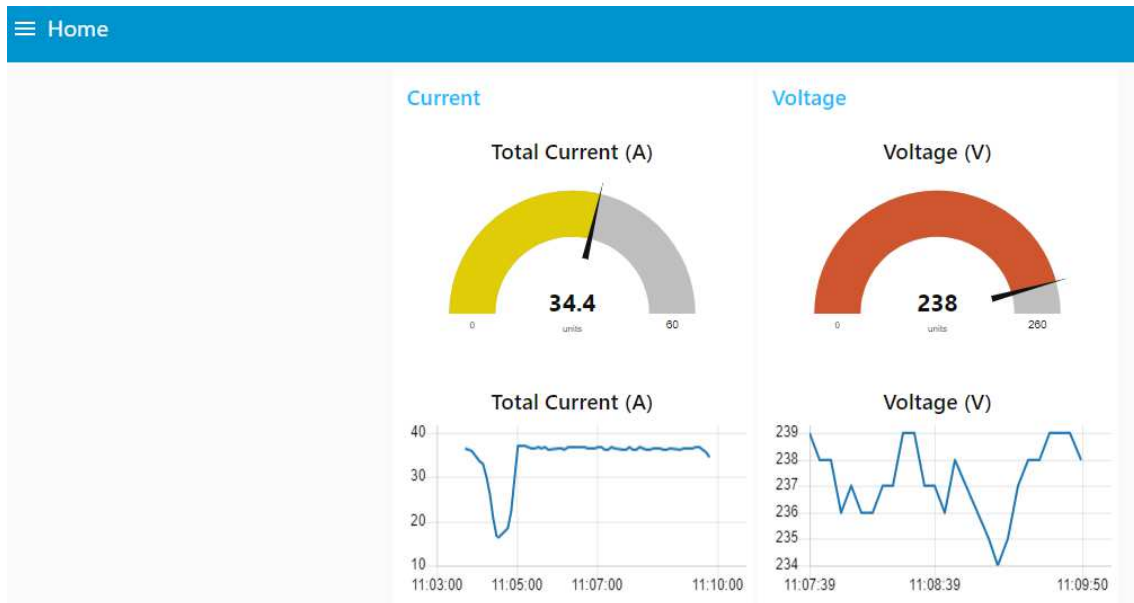 Home
Current
Total Current (A)
34.4
units
0
60
Total Current (A)
40
30
20
10
11:03:00 11:05:00 11:07:00 11:10:00
Voltage
Voltage (V)
238
units
0
260
Voltage (V)
239
238
237
236
235
234
11:07:39 11:08:39 11:09:50